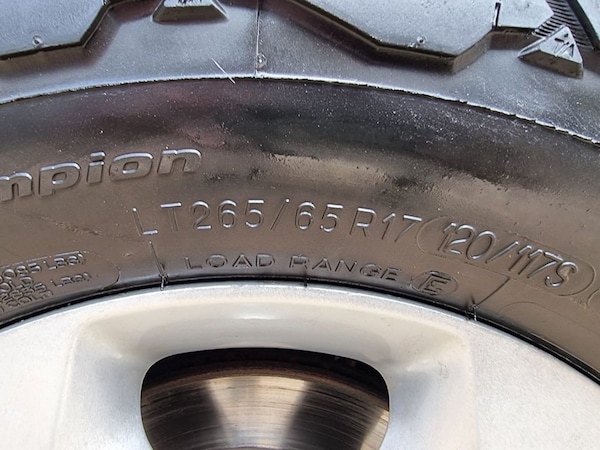 mpion
LT265/65R17 120/117S
LOAD RANGE E